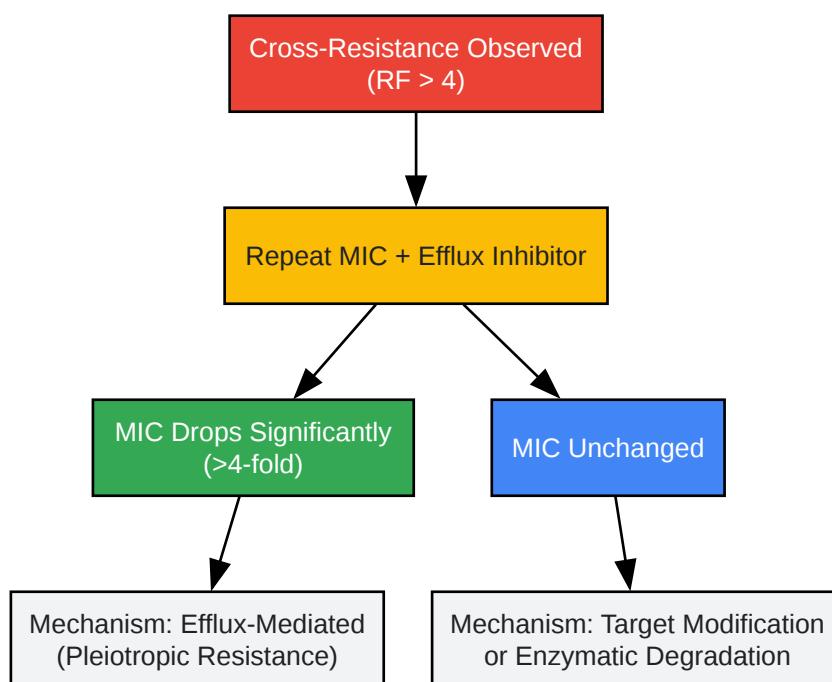 Cross-Resistance Observed
(RF > 4)
Repeat MIC + Efflux Inhibitor
MIC Drops Significantly
(>4-fold)
MIC Unchanged
Mechanism: Efflux-Mediated
(Pleiotropic Resistance)
Mechanism: Target Modification
or Enzymatic Degradation